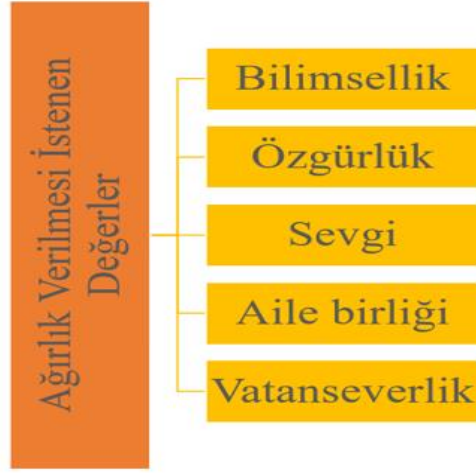 Ağırlık Verilmesi İstenen
Değerler
Bilimsellik
Özgürlük
Sevgi
Aile birliği
Vatanseverlik